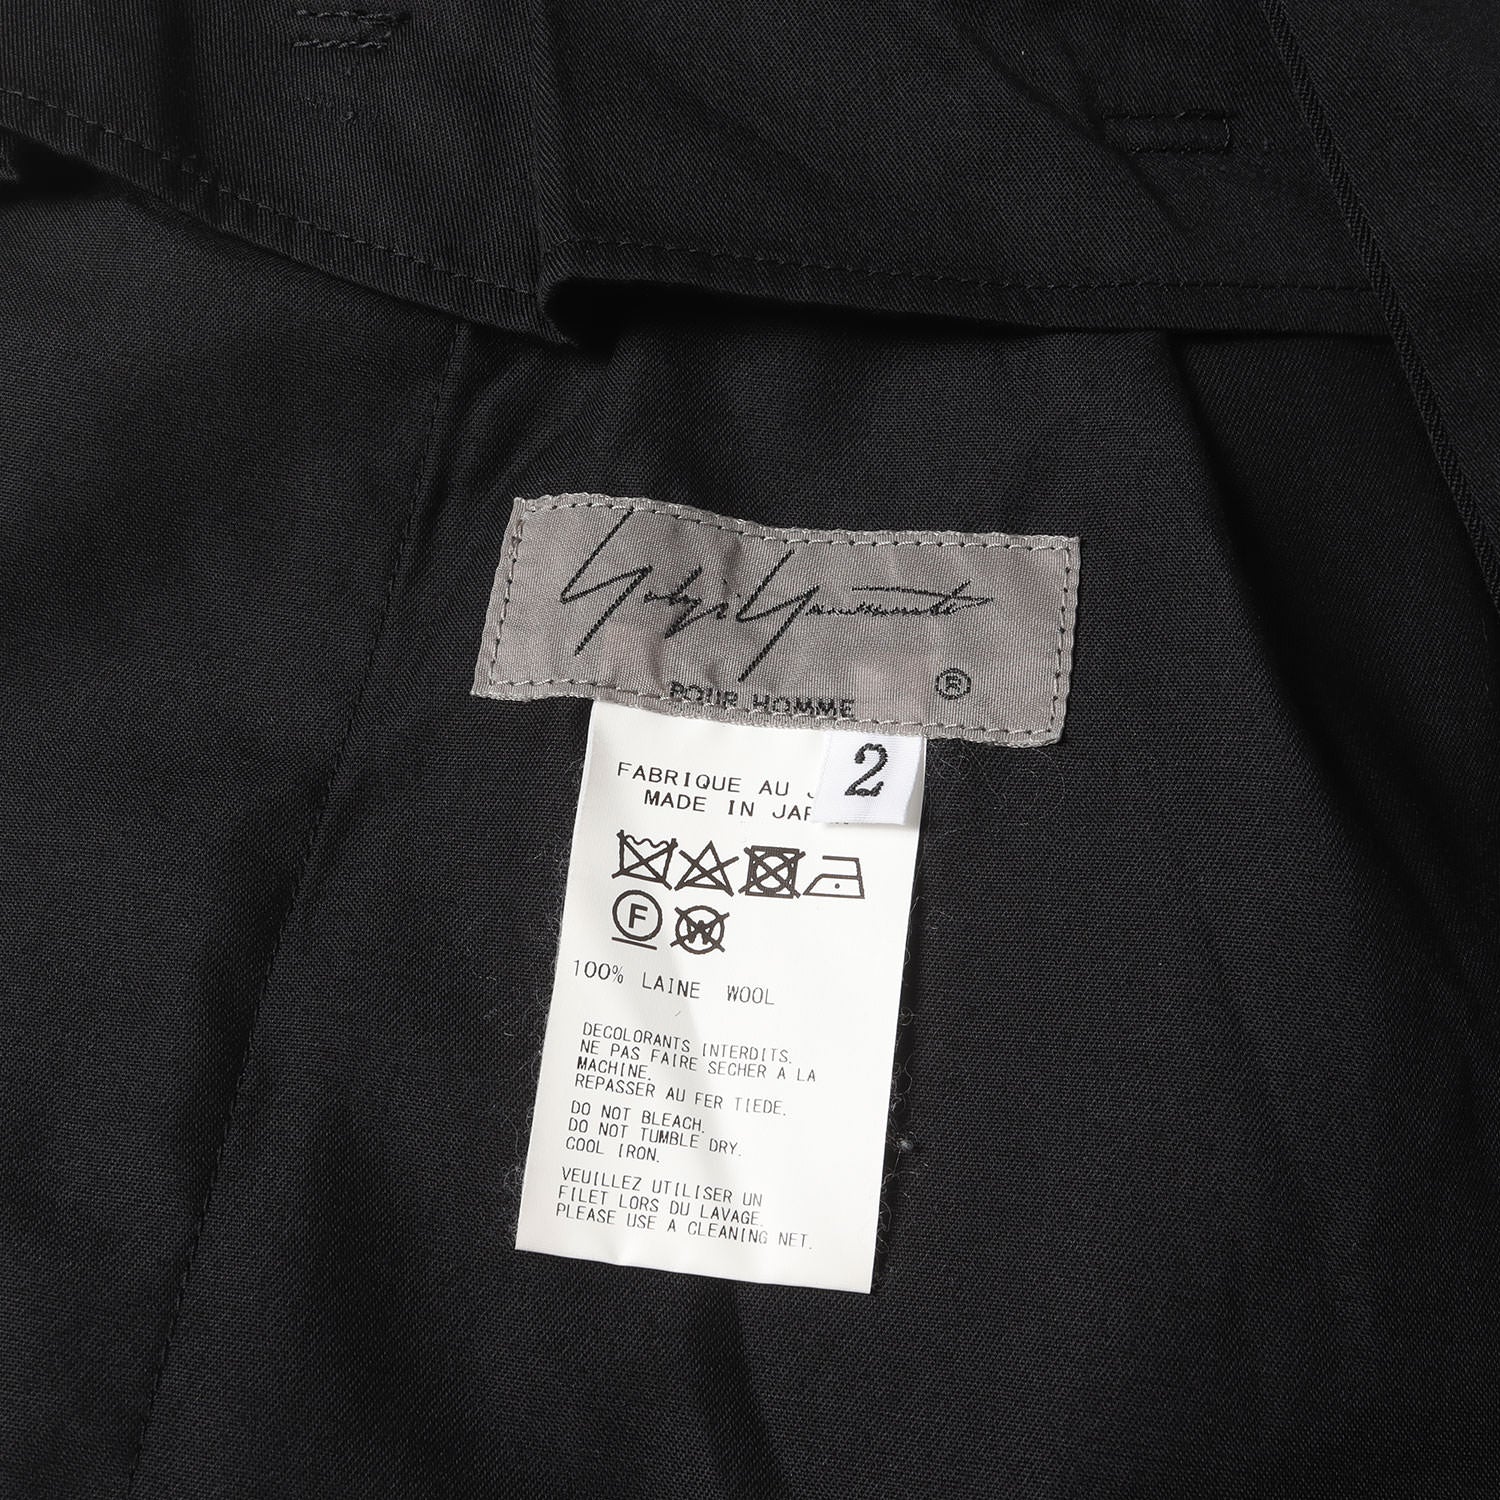 Yohji Yamamoto
POUR HOMME ®
2
FABRIQUE AU
MADE IN
F
W
100% LAINE WOOL
DECOLORANTS INTERDITS.
NE PAS FAIRE SECHER A LA
MACHINE.
REPASSER AU FER TIEDE.
DO NOT BLEACH.
DO NOT TUMBLE DRY.
COOL IRON.
VEUILLEZ UTILISER UN
FILET LORS DU LAVAGE.
PLEASE USE A CLEANING NET.